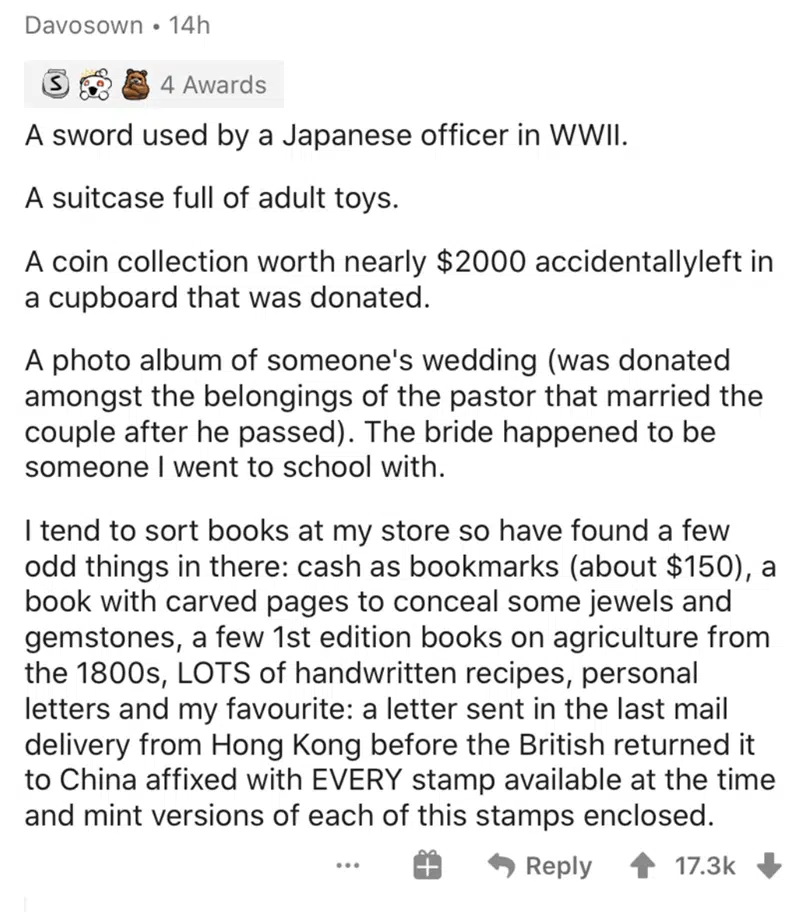 Davosown • 14h
S 4 Awards
A sword used by a Japanese officer in WWII.
A suitcase full of adult toys.
A coin collection worth nearly $2000 accidentallyleft in
a cupboard that was donated.
A photo album of someone's wedding (was donated
amongst the belongings of the pastor that married the
couple after he passed). The bride happened to be
someone I went to school with.
I tend to sort books at my store so have found a few
odd things in there: cash as bookmarks (about $150), a
book with carved pages to conceal some jewels and
gemstones, a few 1st edition books on agriculture from
the 1800s, LOTS of handwritten recipes, personal
letters and my favourite: a letter sent in the last mail
delivery from Hong Kong before the British returned it
to China affixed with EVERY stamp available at the time
and mint versions of each of this stamps enclosed.
... Reply 17.3k